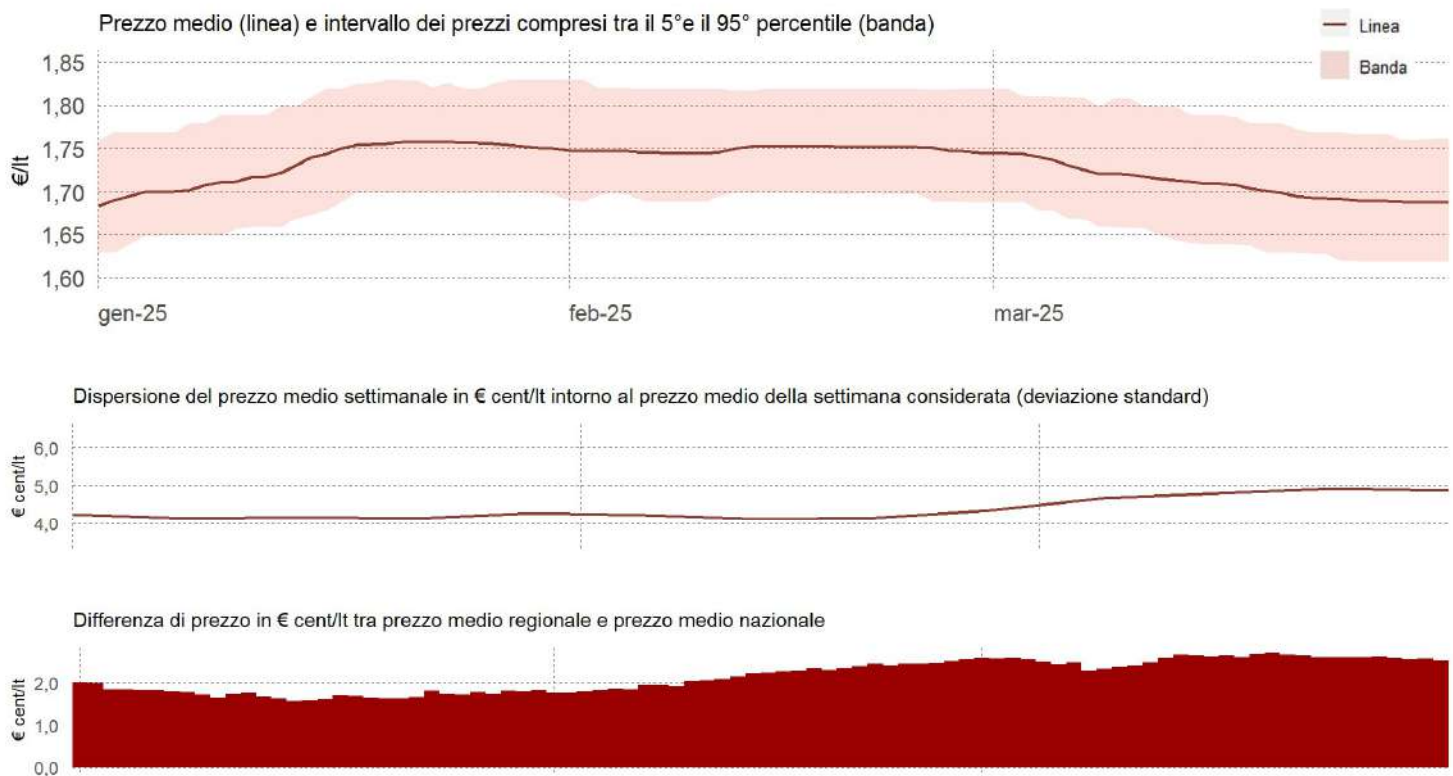 Prezzo medio (linea) e intervallo dei prezzi compresi tra il 5°e il 95° percentile (banda)
Linea
Banda
€/lt
1,85
1,80
1,75
1,70
1,65
1,60
gen-25
feb-25
mar-25
Dispersione del prezzo medio settimanale in € cent/lt intorno al prezzo medio della settimana considerata (deviazione standard)
€ cent/lt
6,0
5,0
4,0
Differenza di prezzo in € cent/lt tra prezzo medio regionale e prezzo medio nazionale
€ cent/lt
2,0
1,0
0,0